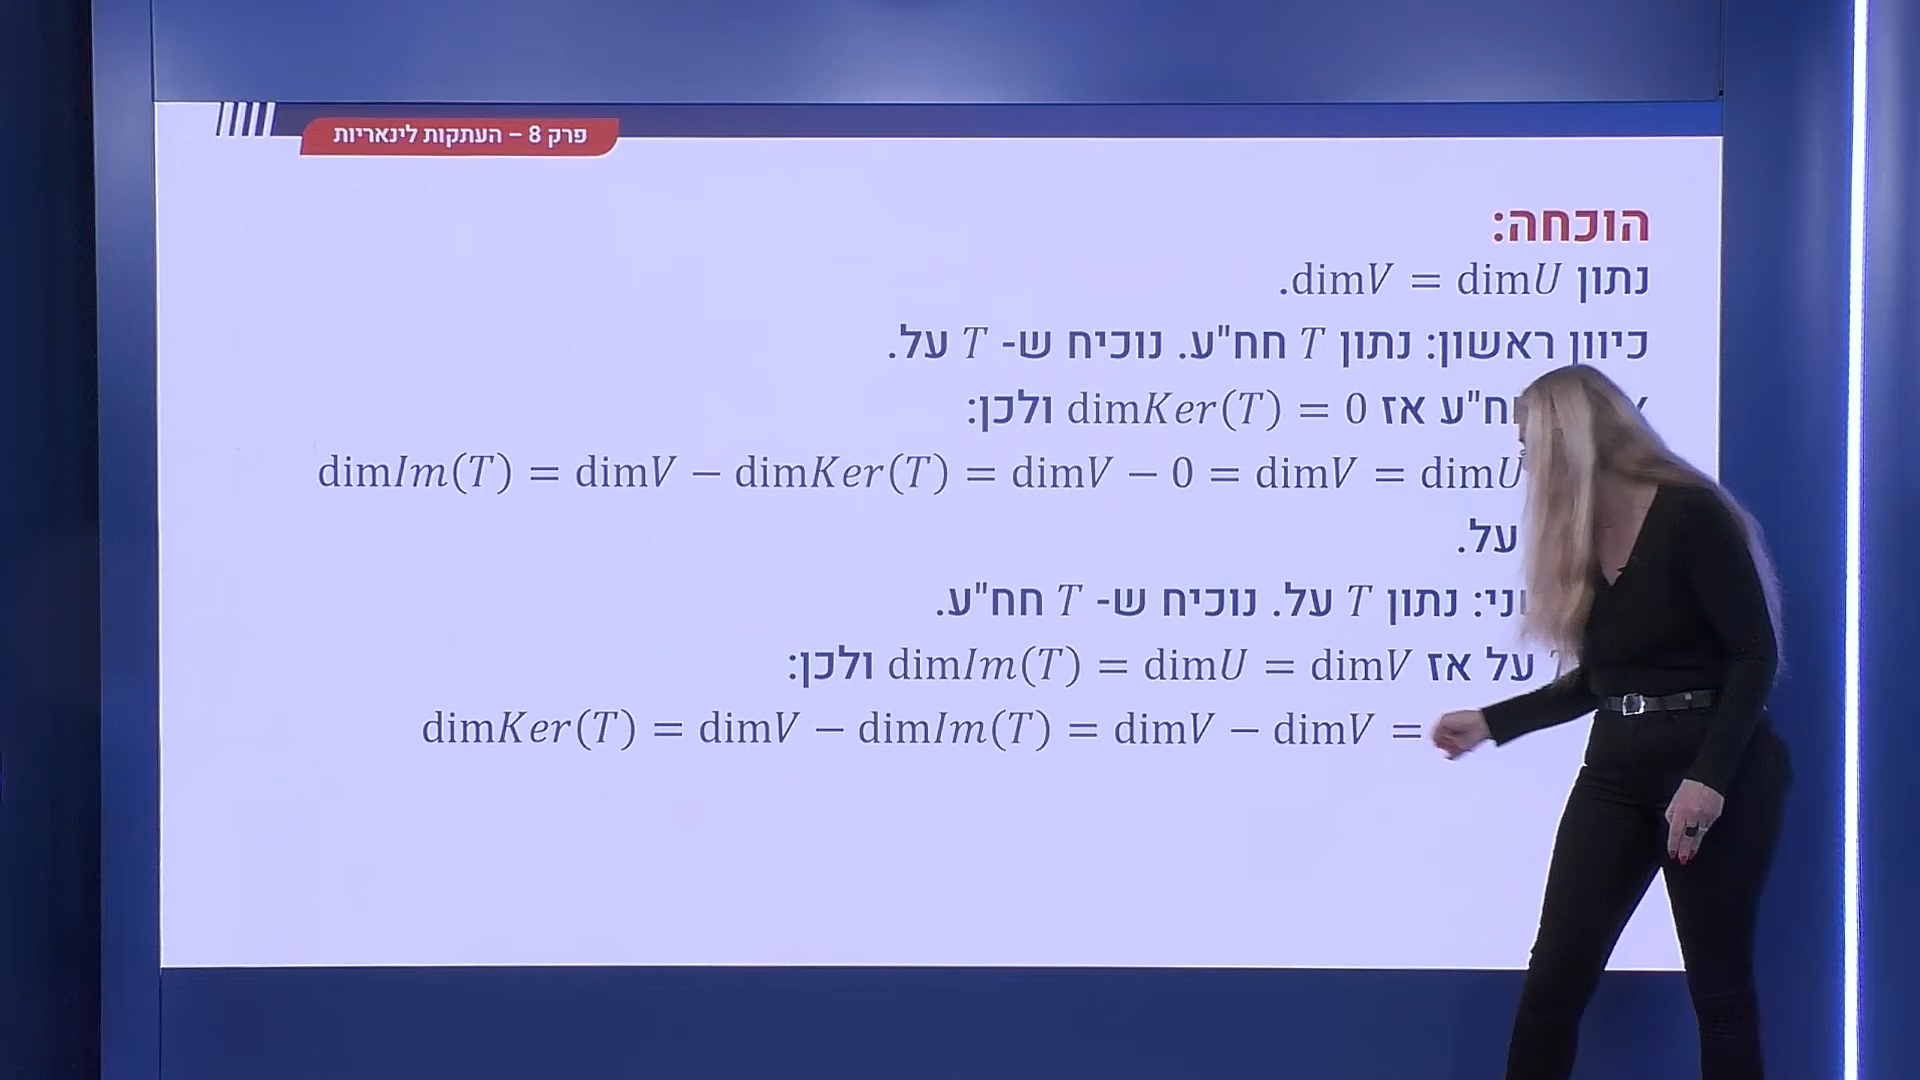 פרק 8 – העתקות לינאריות
הוכחה:
נתון dimV = dimU.
כיוון ראשון: נתון T חח"ע. נוכיח ש- T על.
אז dimKer(T) = 0 ולכן:
dimIm(T) = dimV − dimKer(T) = dimV − 0 = dimV = dimU
על.
נתון T על. נוכיח ש- T חח"ע.
על אז dimIm(T) = dimU = dimV ולכן:
dimKer(T) = dimV − dimIm(T) = dimV − dimV =